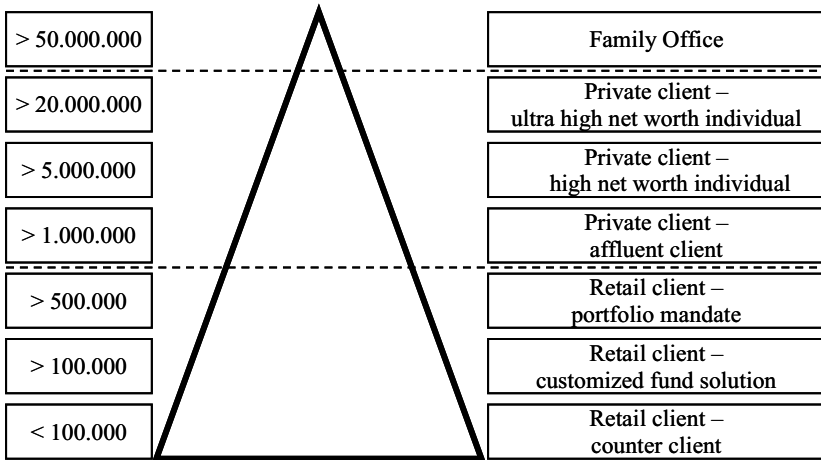 > 50.000.000
Family Office
> 20.000.000
Private client –
ultra high net worth individual
> 5.000.000
Private client –
high net worth individual
> 1.000.000
Private client –
affluent client
> 500.000
Retail client –
portfolio mandate
> 100.000
Retail client –
customized fund solution
< 100.000
Retail client –
counter client